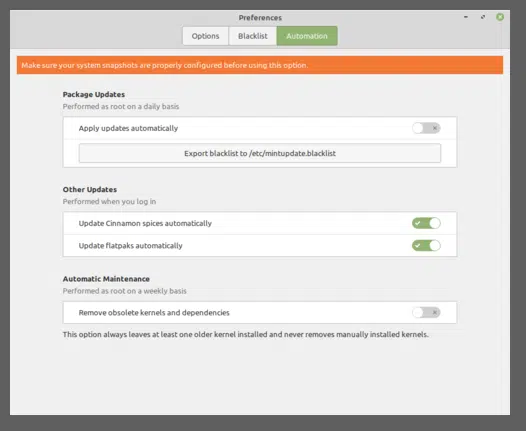 Preferences
Options
Blacklist
Automation
Make sure your system snapshots are properly configured before using this option.
Package Updates
Performed as root on a daily basis
Apply updates automatically
Export blacklist to /etc/mintupdate.blacklist
Other Updates
Performed when you log in
Update Cinnamon spices automatically
Update flatpaks automatically
Automatic Maintenance
Performed as root on a weekly basis
Remove obsolete kernels and dependencies
This option always leaves at least one older kernel installed and never removes manually installed kernels.